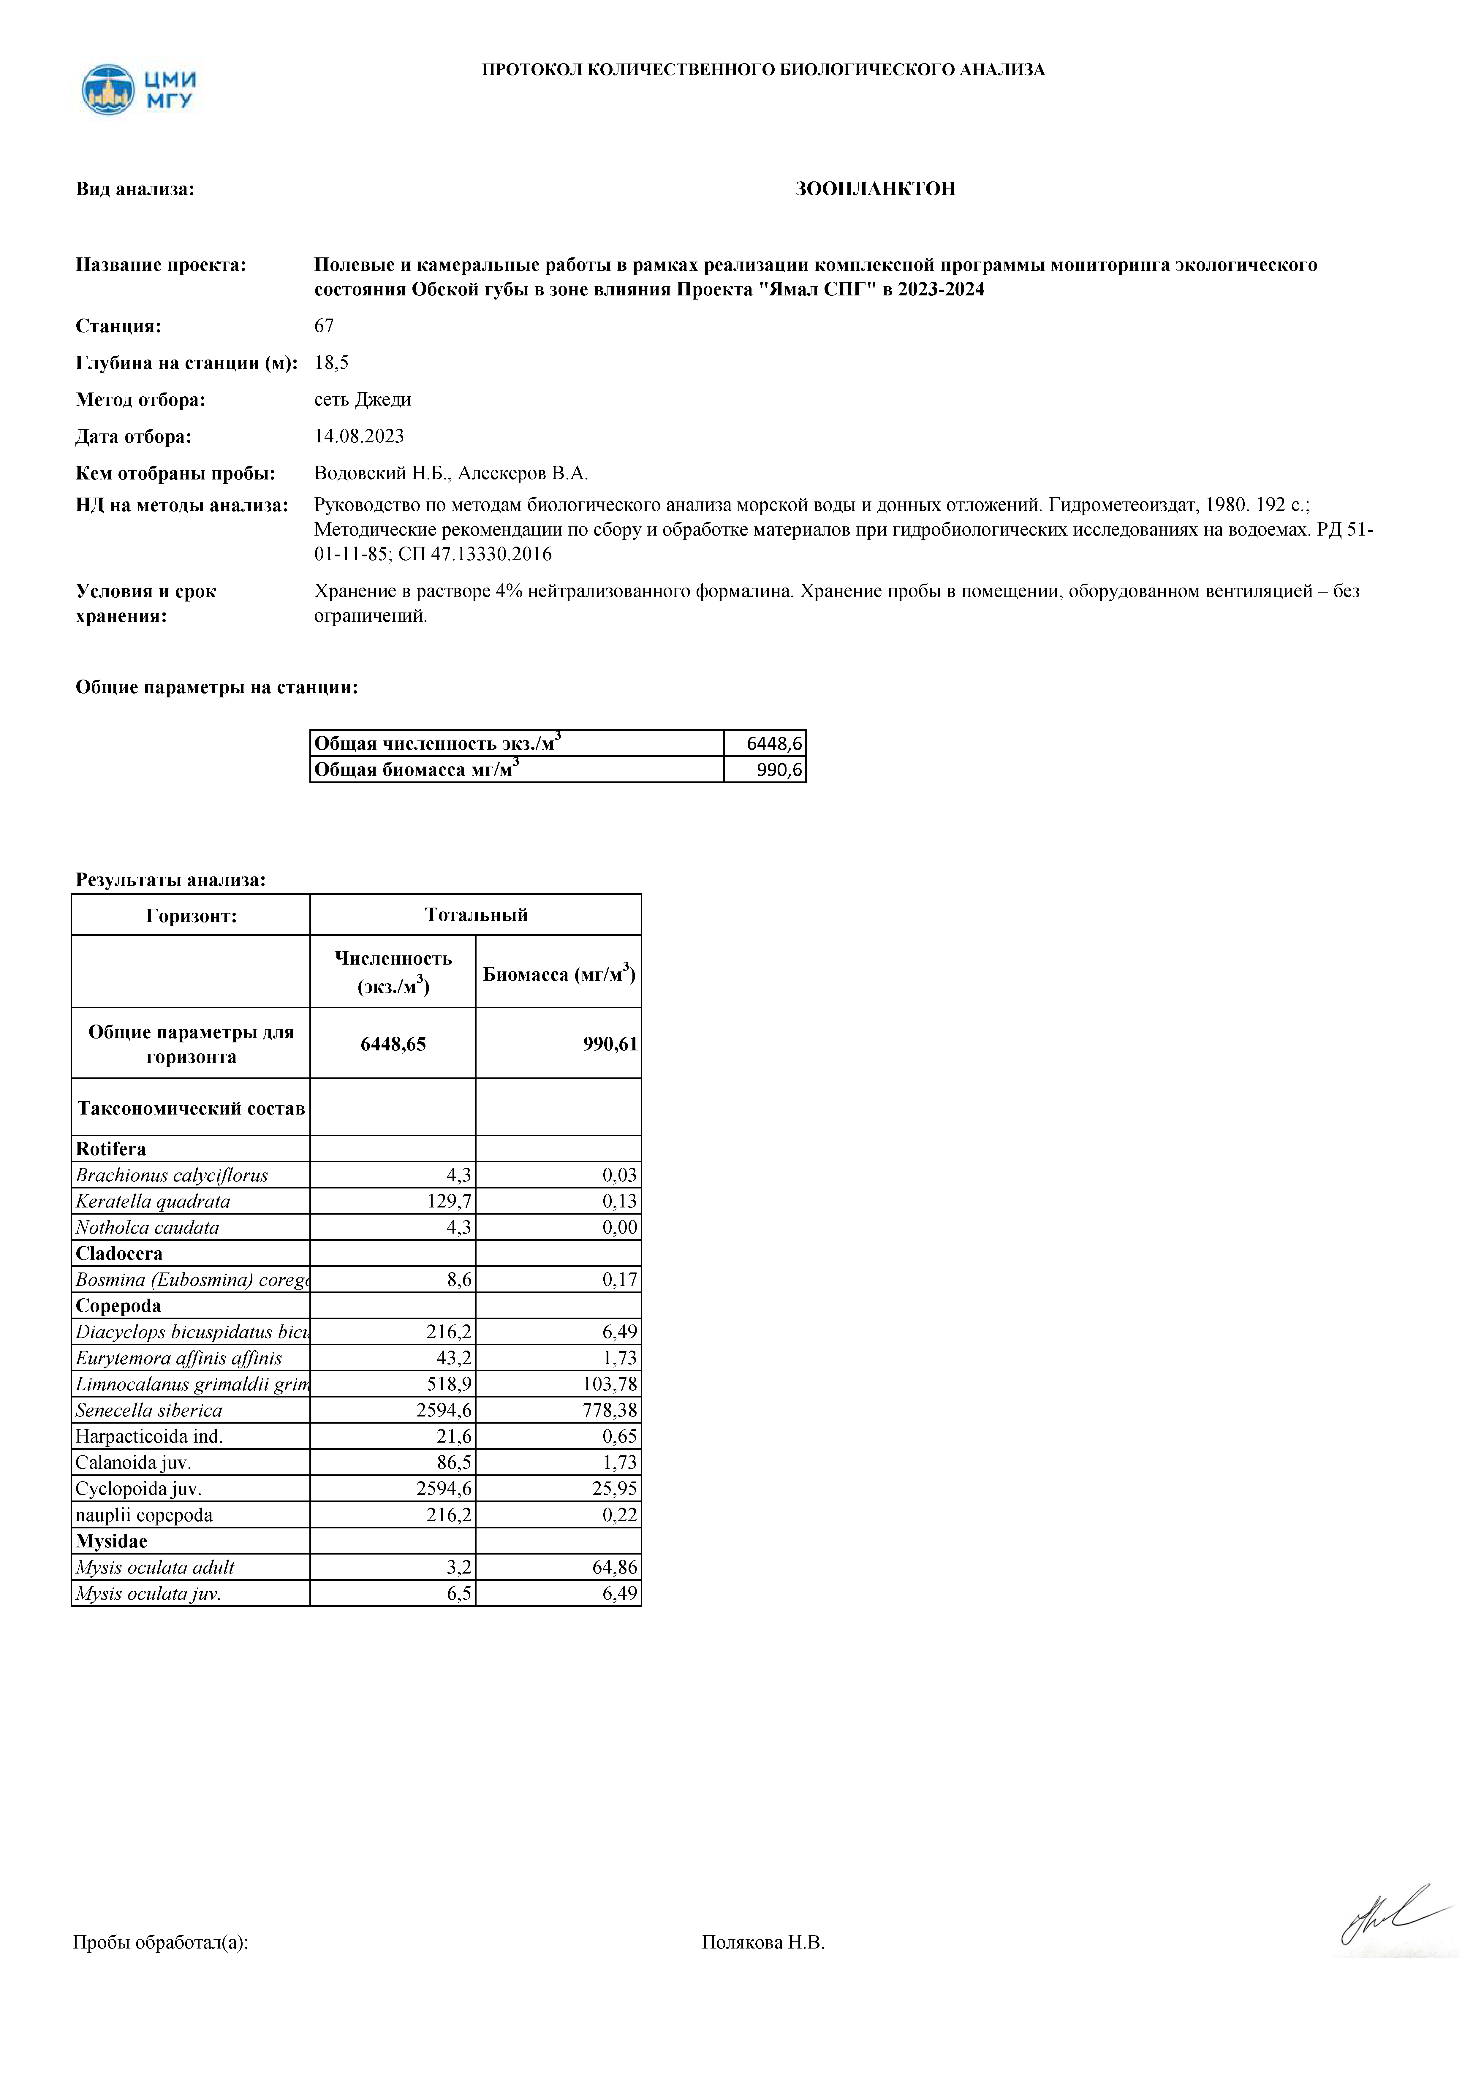 ЦМИ
МГУ
ПРОТОКОЛ КОЛИЧЕСТВЕННОГО БИОЛОГИЧЕСКОГО АНАЛИЗА
Вид анализа: ЗООПЛАНКТОН
Название проекта: Полевые и камеральные работы в рамках реализации комплексной программы мониторинга экологического
состояния Обской губы в зоне влияния Проекта "Ямал СПГ" в 2023-2024
Станция: 67
Глубина на станции (м): 18,5
Метод отбора: сеть Джеди
Дата отбора: 14.08.2023
Кем отобраны пробы: Водовский Н.Б., Алескеров В.А.
НД на методы анализа: Руководство по методам биологического анализа морской воды и донных отложений. Гидрометеоиздат, 1980. 192 с.;
Методические рекомендации по сбору и обработке материалов при гидробиологических исследованиях на водоемах. РД 51-
01-11-85; СП 47.13330.2016
Условия и срок Хранение в растворе 4% нейтрализованного формалина. Хранение пробы в помещении, оборудованном вентиляцией – без
хранения: ограничений.
Общие параметры на станции:
Общая численность экз./м³ 6448,6
Общая биомасса мг/м³ 990,6
Результаты анализа:
Горизонт: Тотальный
Численность
(экз./м³) Биомасса (мг/м³)
Общие параметры для
горизонта 6448,65 990,61
Таксономический состав
Rotifera
Brachionus calyciflorus 4,3 0,03
Keratella quadrata 129,7 0,13
Notholca caudata 4,3 0,00
Cladocera
Bosmina (Eubosmina) corego 8,6 0,17
Copepoda
Diacyclops bicuspidatus bicu 216,2 6,49
Eurytemora affinis affinis 43,2 1,73
Limnocalanus grimaldii grim 518,9 103,78
Senecella siberica 2594,6 778,38
Harpacticoida ind. 21,6 0,65
Calanoida juv. 86,5 1,73
Cyclopoida juv. 2594,6 25,95
nauplii copepoda 216,2 0,22
Mysidae
Mysis oculata adult 3,2 64,86
Mysis oculata juv. 6,5 6,49
Пробы обработал(а): Полякова Н.В.